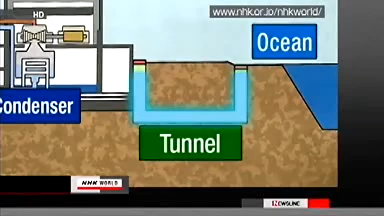 HD
www.nhk.or.jp/nhkworld/
Ocean
Condenser
Tunnel
NHK WORLD
NEWSLINE